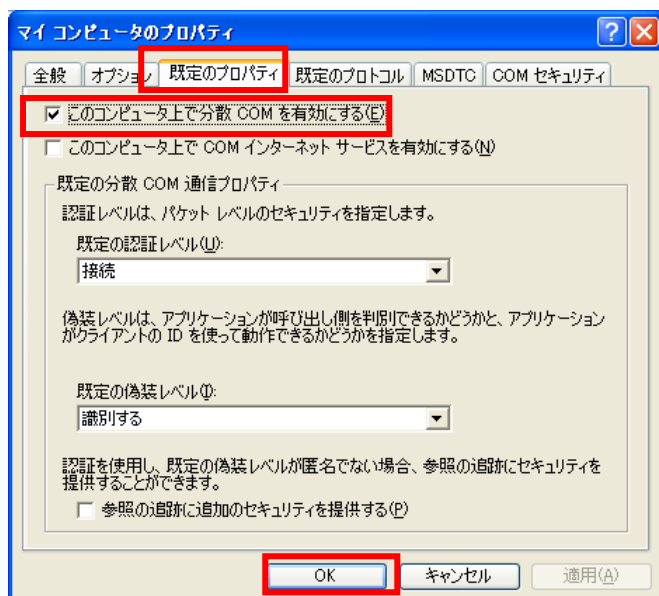 マイ コンピュータのプロパティ
全般 オプション 既定のプロパティ 既定のプロトコル MSDTC COM セキュリティ
このコンピュータ上で分散 COM を有効にする(E)
このコンピュータ上で COM インターネット サービスを有効にする(N)
既定の分散 COM 通信プロパティ
認証レベルは、パケット レベルのセキュリティを指定します。
既定の認証レベル(U):
接続
偽装レベルは、アプリケーションが呼び出し側を判別できるかどうかと、アプリケーション
がクライアントの ID を使って動作できるかどうかを指定します。
既定の偽装レベル(I):
識別する
認証を使用し、既定の偽装レベルが匿名でない場合、参照の追跡にセキュリティを
提供することができます。
参照の追跡に追加のセキュリティを提供する(P)
OK キャンセル 適用(A)